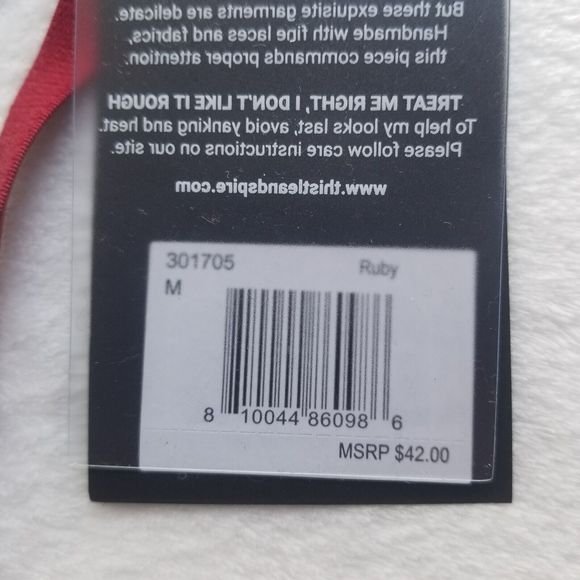 But these exquisite garments are delicate.
Handmade with fine laces and fabrics,
this piece commands proper attention.
TREAT ME RIGHT, I DON'T LIKE IT ROUGH
To help my looks last, avoid yanking and heat.
Please follow care instructions on our site.
www.thistleandspire.com
301705 Ruby
M
8 10044 86098 6
MSRP $42.00